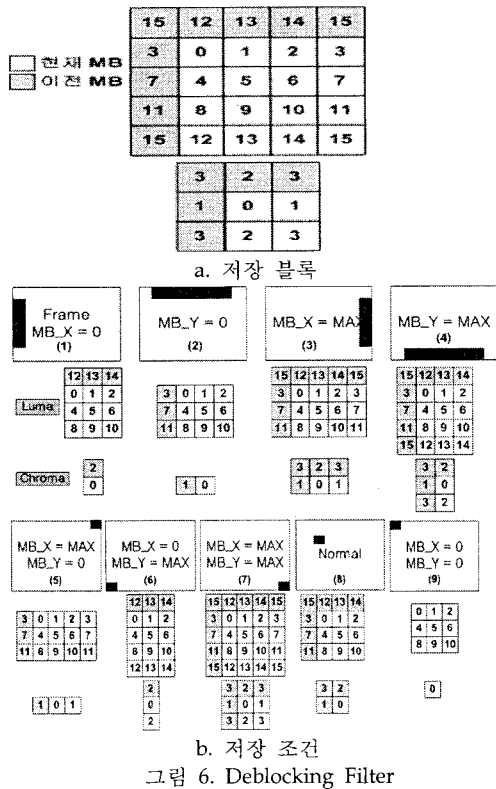 15 12 13 14 15
3 0 1 2 3
7 4 5 6 7
11 8 9 10 11
15 12 13 14 15
현재 MB
이전 MB
3 2 3
1 0 1
3 2 3
a. 저장 블록
Frame
MB_X = 0
(1)
MB_Y = 0
(2)
MB_X = MAX
(3)
MB_Y = MAX
(4)
Luma
12 13 14
0 1 2
4 5 6
8 9 10
3 0 1 2
7 4 5 6
11 8 9 10
15 12 13 14 15
3 0 1 2 3
7 4 5 6 7
11 8 9 10 11
15 12 13 14
3 0 1 2
7 4 5 6
11 8 9 10
15 12 13 14
Chroma
2
0
1 0
3 2 3
1 0 1
3 2
1 0
3 2
MB_X = MAX
MB_Y = 0
(5)
MB_X = 0
MB_Y = MAX
(6)
MB_X = MAX
MB_Y = MAX
(7)
Normal
(8)
MB_X = 0
MB_Y = 0
(9)
3 0 1 2 3
7 4 5 6 7
11 8 9 10 11
12 13 14
0 1 2
4 5 6
8 9 10
12 13 14
15 12 13 14 15
3 0 1 2 3
7 4 5 6 7
11 8 9 10 11
15 12 13 14 15
15 12 13 14
3 0 1 2
7 4 5 6
11 8 9 10
0 1 2
4 5 6
8 9 10
1 0 1
2
0
2
3 2 3
1 0 1
3 2 3
3 2
1 0
0
b. 저장 조건
그림 6. Deblocking Filter